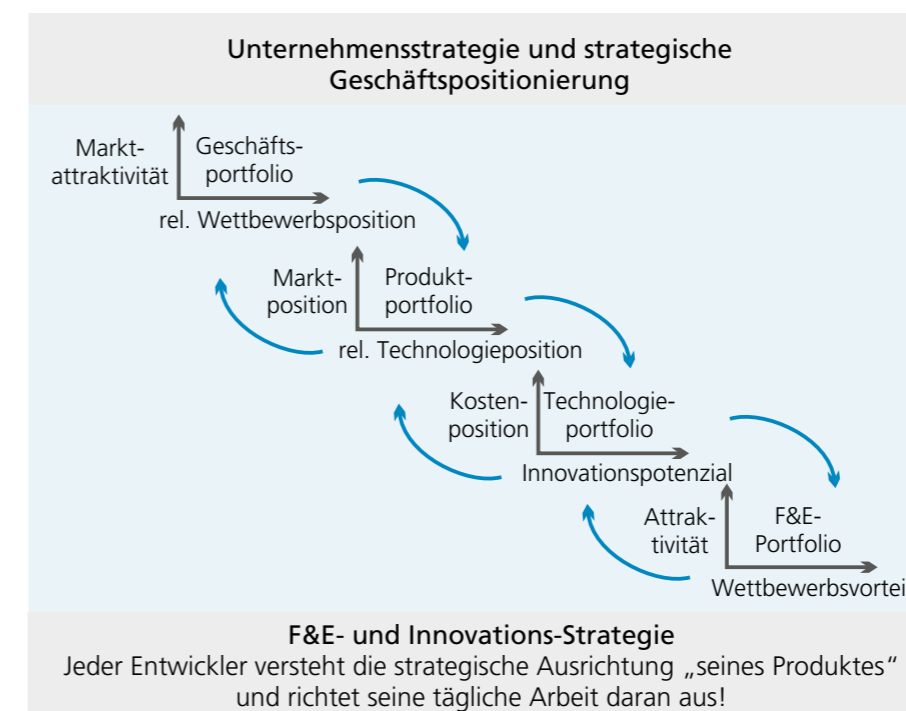 Unternehmensstrategie und strategische
Geschäftspositionierung
Markt-
attraktivität
Geschäfts-
portfolio
rel. Wettbewerbsposition
Markt-
position
Produkt-
portfolio
rel. Technologieposition
Kosten-
position
Technologie-
portfolio
Innovationspotenzial
Attrak-
tivität
F&E-
Portfolio
Wettbewerbsvortei
F&E- und Innovations-Strategie
Jeder Entwickler versteht die strategische Ausrichtung „seines Produktes“
und richtet seine tägliche Arbeit daran aus!